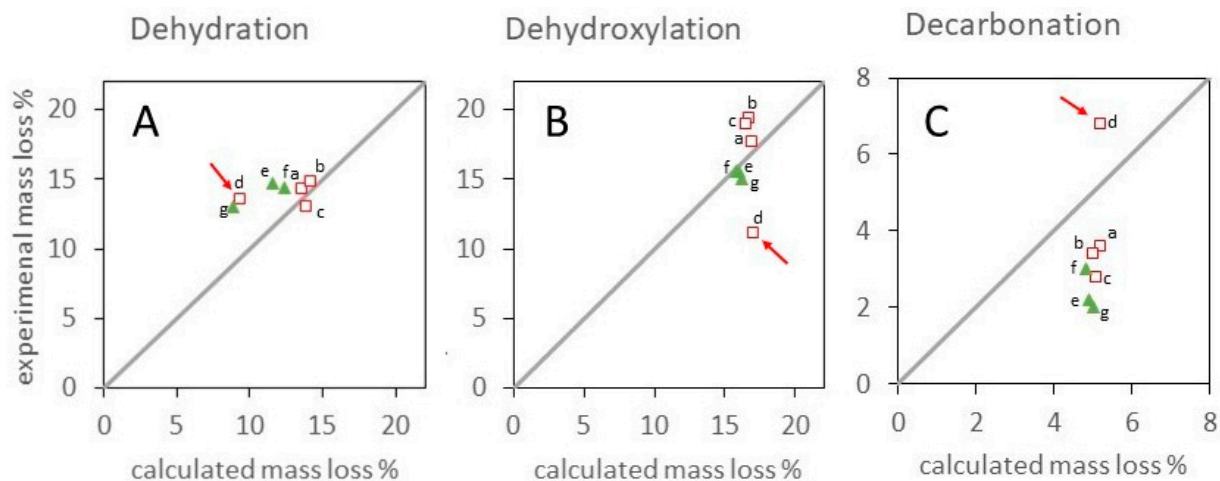 Dehydration
Dehydroxylation
Decarbonation
experimenal mass loss %
20
15
10
5
0
A
d
g
e
f a
b
c
0 5 10 15 20
calculated mass loss %
20
15
10
5
0
B
b
c
a
f
e
g
d
0 5 10 15 20
calculated mass loss %
8
6
4
2
0
C
d
a
b
f
c
e
g
0 2 4 6 8
calculated mass loss %